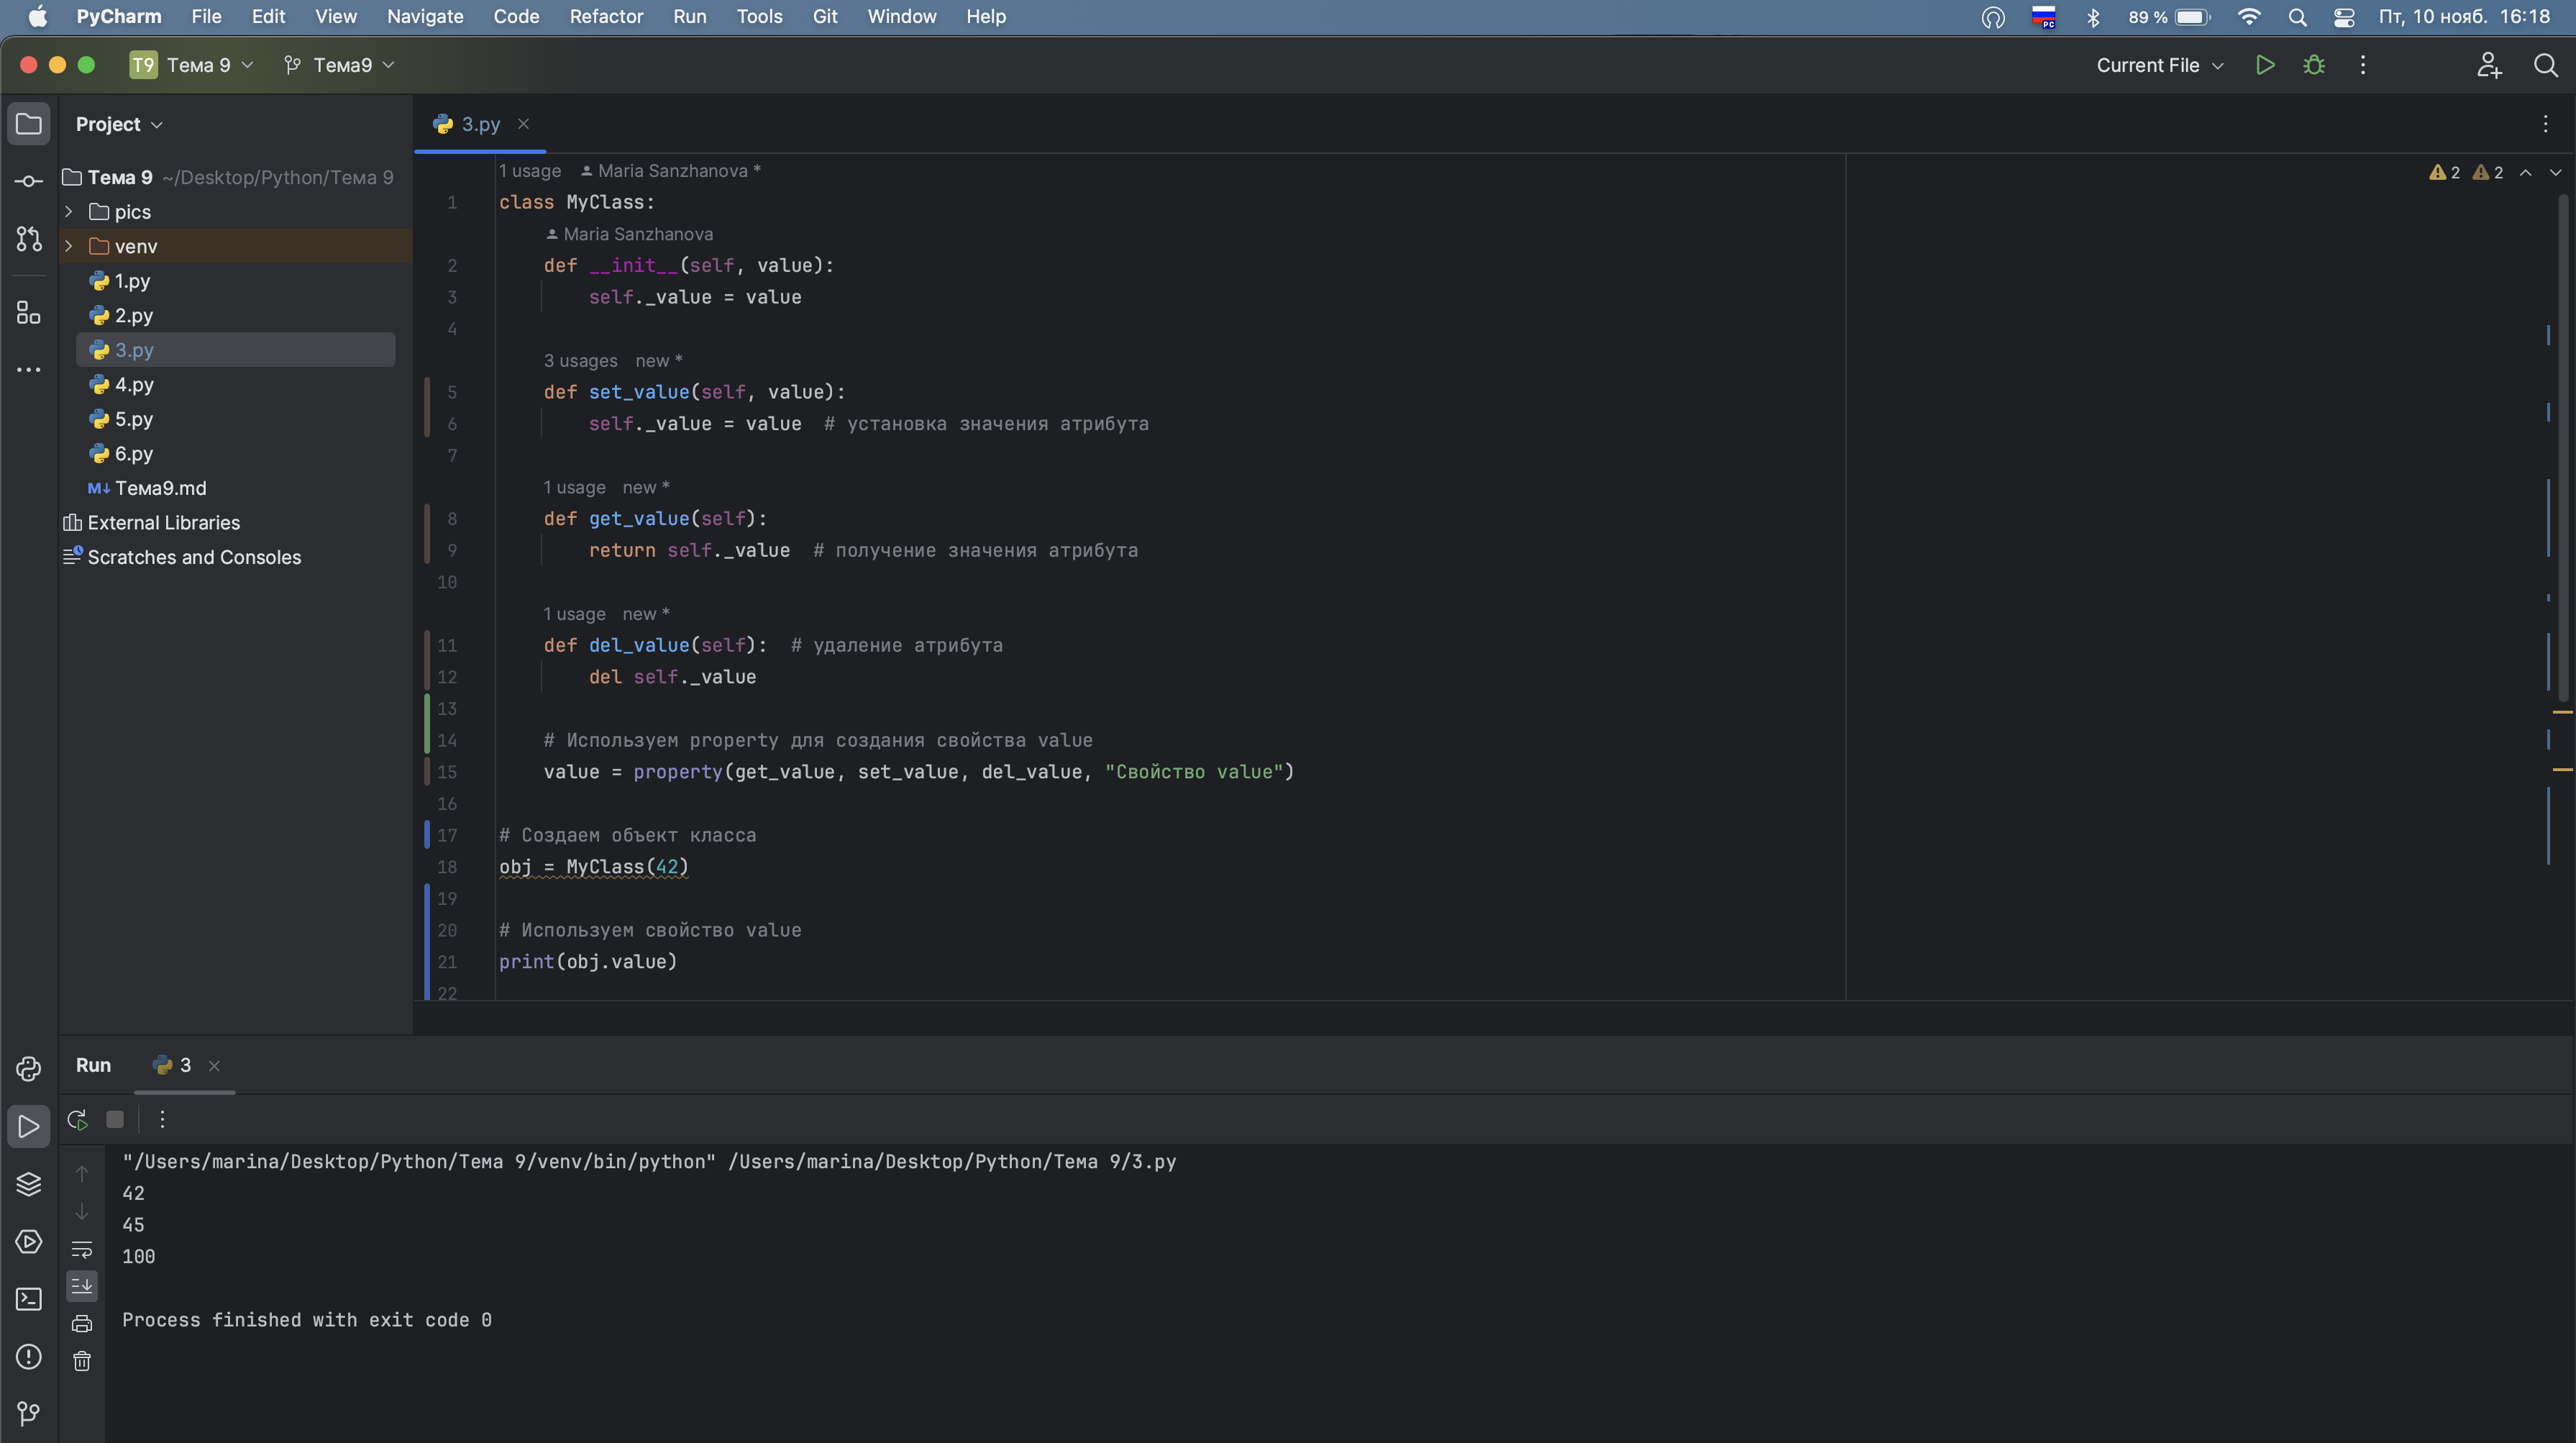 PyCharm File Edit View Navigate Code Refactor Run Tools Git Window Help РС 89 % Пт, 10 нояб. 16:18
T9 Тема 9 Тема9 Current File
Project
3.py
Тема 9 ~/Desktop/Python/Тема 9
pics
venv
1.py
2.py
3.py
4.py
5.py
6.py
M↓ Тема9.md
External Libraries
Scratches and Consoles
2 2
1 usage Maria Sanzhanova *
1 class MyClass:
Maria Sanzhanova
2 def __init__(self, value):
3 self._value = value
4
3 usages new *
5 def set_value(self, value):
6 self._value = value # установка значения атрибута
7
1 usage new *
8 def get_value(self):
9 return self._value # получение значения атрибута
10
1 usage new *
11 def del_value(self): # удаление атрибута
12 del self._value
13
14 # Используем property для создания свойства value
15 value = property(get_value, set_value, del_value, "Свойство value")
16
17 # Создаем объект класса
18 obj = MyClass(42)
19
20 # Используем свойство value
21 print(obj.value)
22
Run 3
"/Users/marina/Desktop/Python/Тема 9/venv/bin/python" /Users/marina/Desktop/Python/Тема 9/3.py
42
45
100
Process finished with exit code 0